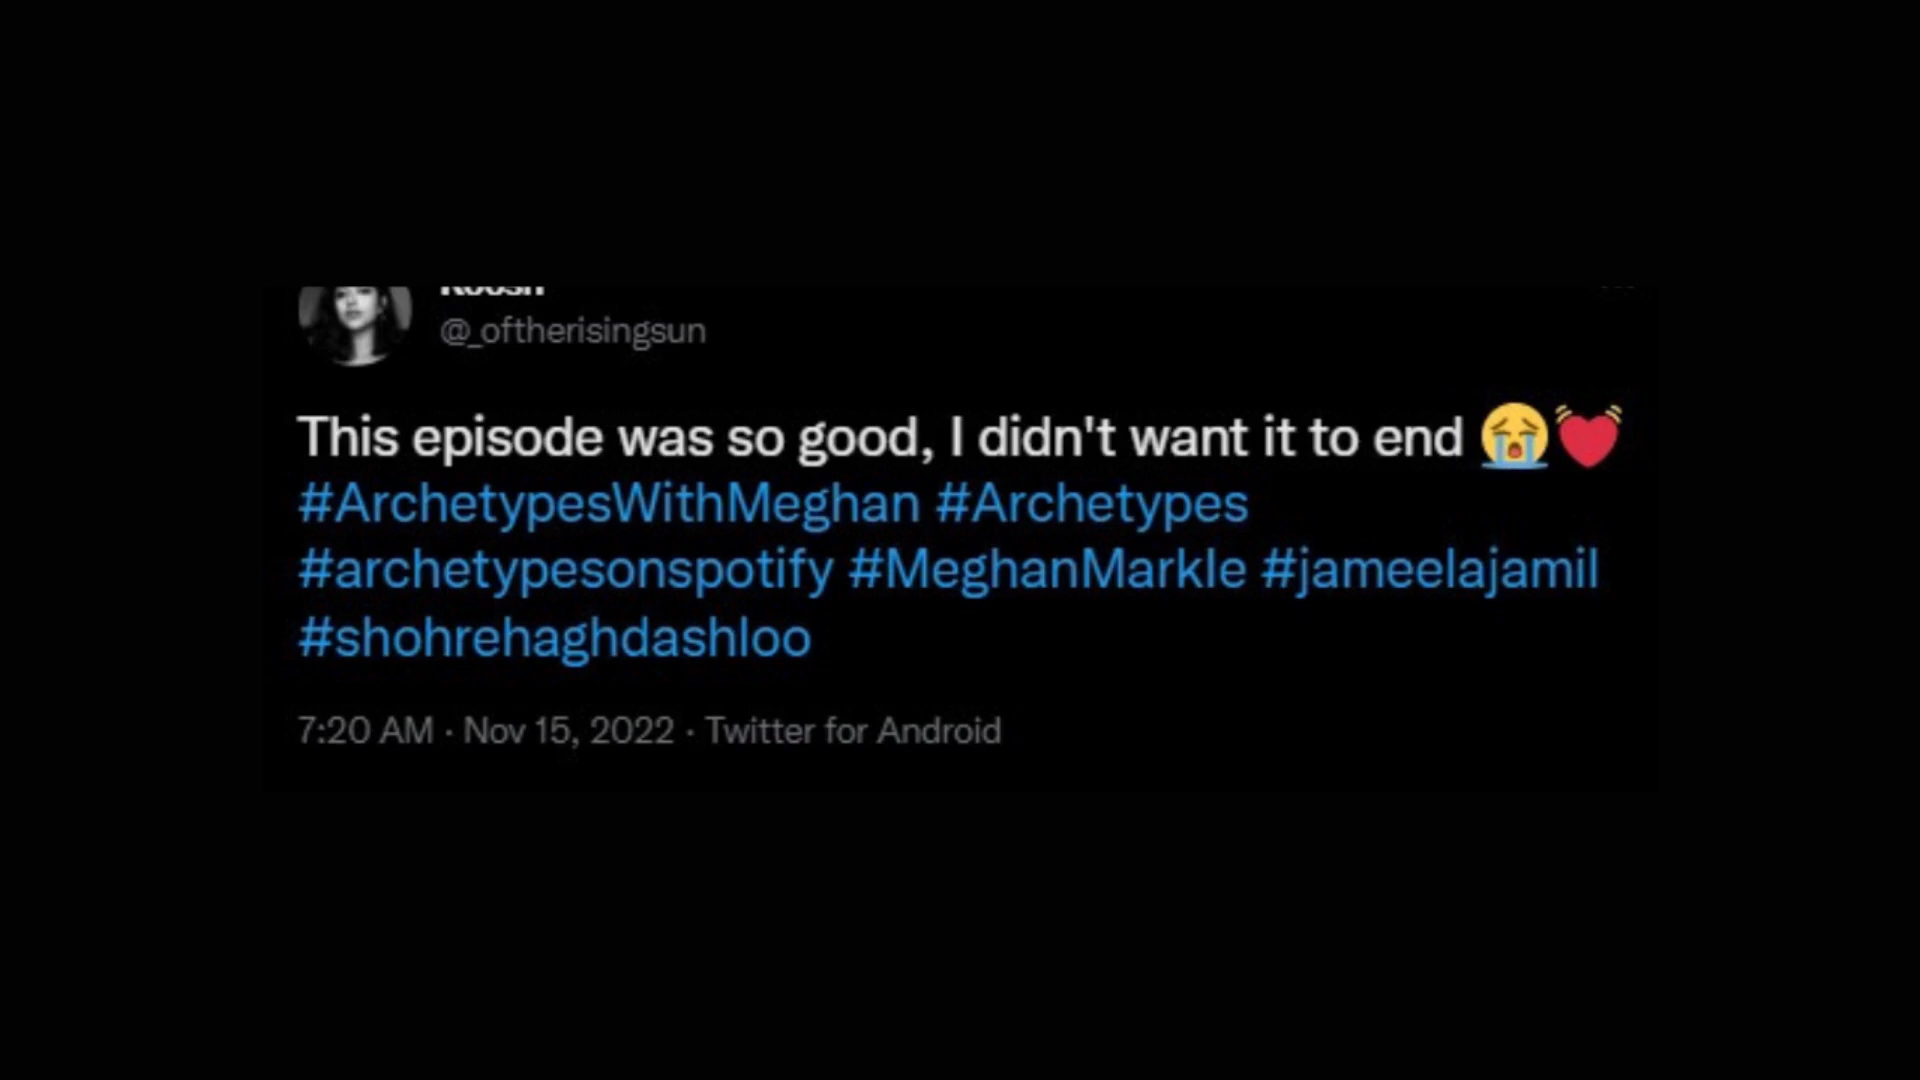 @_oftherisingsun
This episode was so good, I didn't want it to end 😭💓
#ArchetypesWithMeghan #Archetypes
#archetypesonspotify #MeghanMarkle #jameelajamil
#shohrehaghdashloo
7:20 AM · Nov 15, 2022 · Twitter for Android